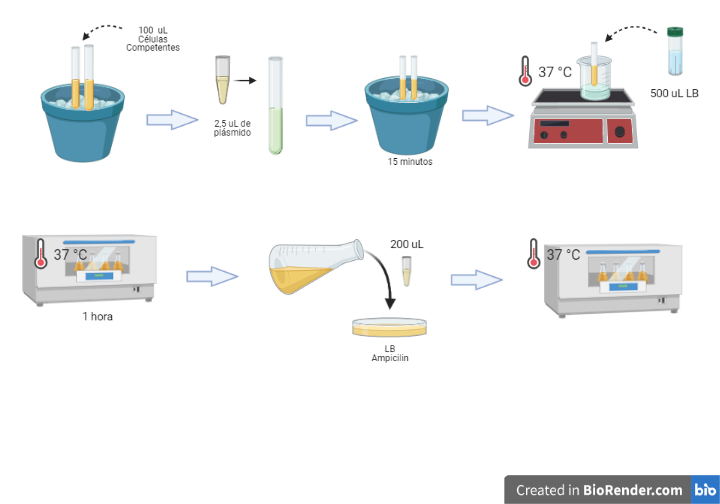 100 uL
Células
Competentes
2,5 uL de
plásmido
15 minutos
37 °C
500 uL LB
37 °C
1 hora
200 uL
LB
Ampicilin
37 °C
Created in BioRender.com bio